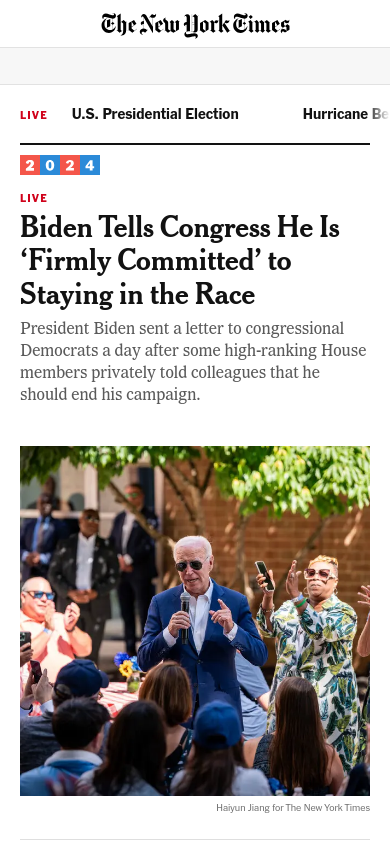 The New York Times
LIVE U.S. Presidential Election Hurricane Be
2024
LIVE
Biden Tells Congress He Is
‘Firmly Committed’ to
Staying in the Race
President Biden sent a letter to congressional
Democrats a day after some high-ranking House
members privately told colleagues that he
should end his campaign.
Haiyun Jiang for The New York Times